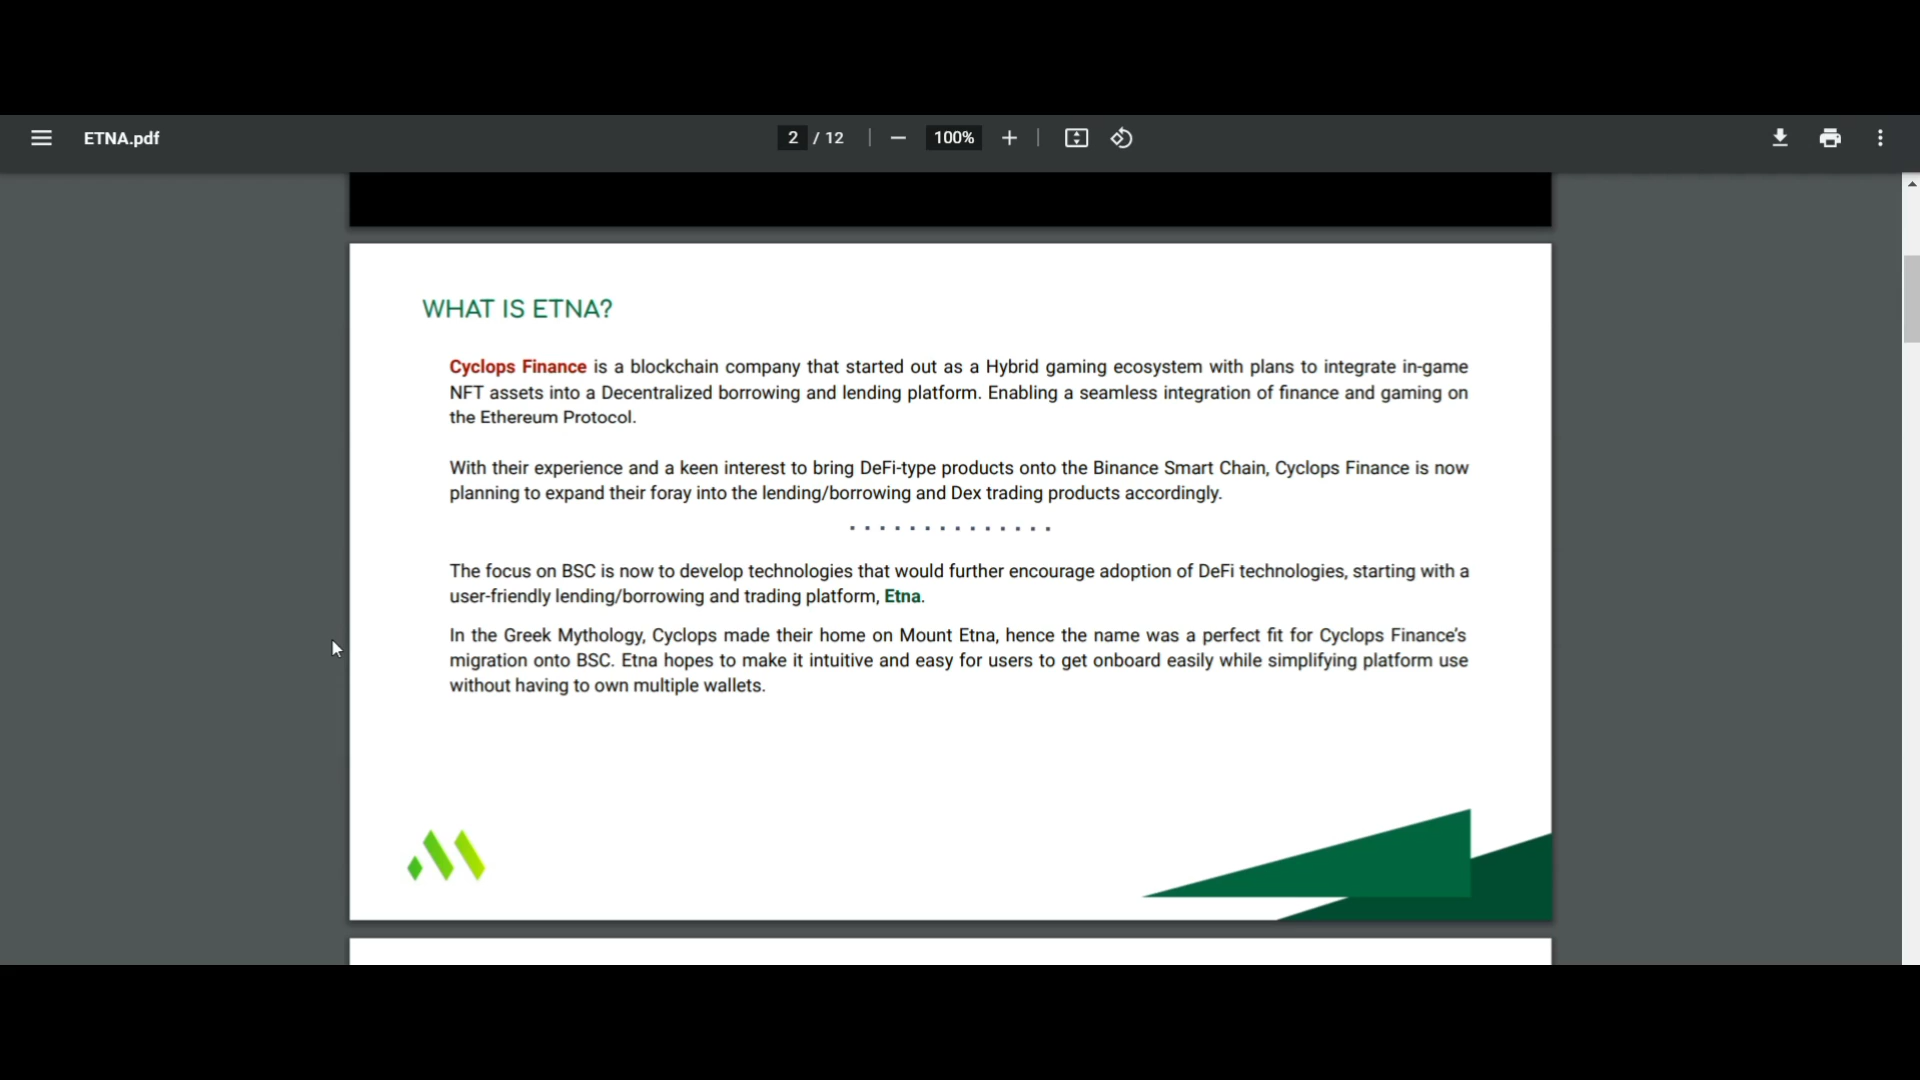 ETNA.pdf
2 / 12
100%
WHAT IS ETNA?
Cyclops Finance is a blockchain company that started out as a Hybrid gaming ecosystem with plans to integrate in-game
NFT assets into a Decentralized borrowing and lending platform. Enabling a seamless integration of finance and gaming on
the Ethereum Protocol.
With their experience and a keen interest to bring DeFi-type products onto the Binance Smart Chain, Cyclops Finance is now
planning to expand their foray into the lending/borrowing and Dex trading products accordingly.
The focus on BSC is now to develop technologies that would further encourage adoption of DeFi technologies, starting with a
user-friendly lending/borrowing and trading platform, Etna.
In the Greek Mythology, Cyclops made their home on Mount Etna, hence the name was a perfect fit for Cyclops Finance's
migration onto BSC. Etna hopes to make it intuitive and easy for users to get onboard easily while simplifying platform use
without having to own multiple wallets.